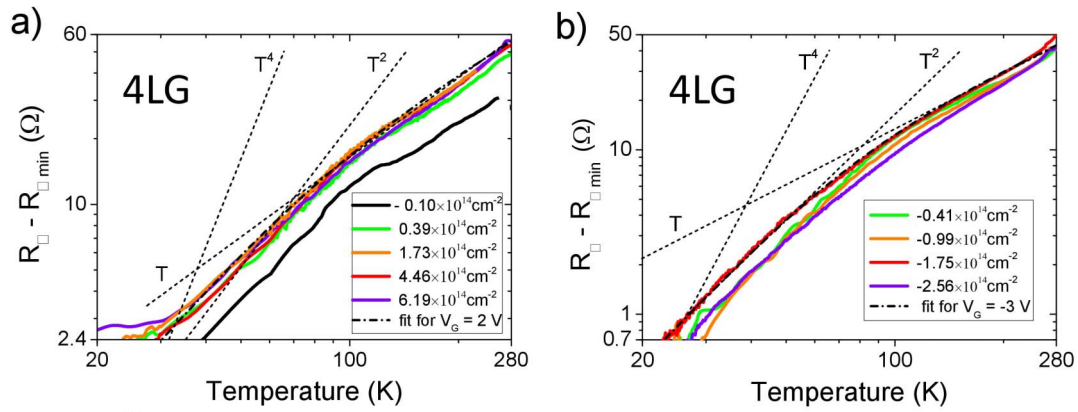 a)
60
10
2.4
R□ - R□ min (Ω)
4LG
T⁴
T²
T
- 0.10×10¹⁴cm⁻²
0.39×10¹⁴cm⁻²
1.73×10¹⁴cm⁻²
4.46×10¹⁴cm⁻²
6.19×10¹⁴cm⁻²
fit for V_G = 2 V
20
100
280
Temperature (K)
b)
50
10
1
0.7
R□ - R□ min (Ω)
4LG
T⁴
T²
T
-0.41×10¹⁴cm⁻²
-0.99×10¹⁴cm⁻²
-1.75×10¹⁴cm⁻²
-2.56×10¹⁴cm⁻²
fit for V_G = -3 V
20
100
280
Temperature (K)